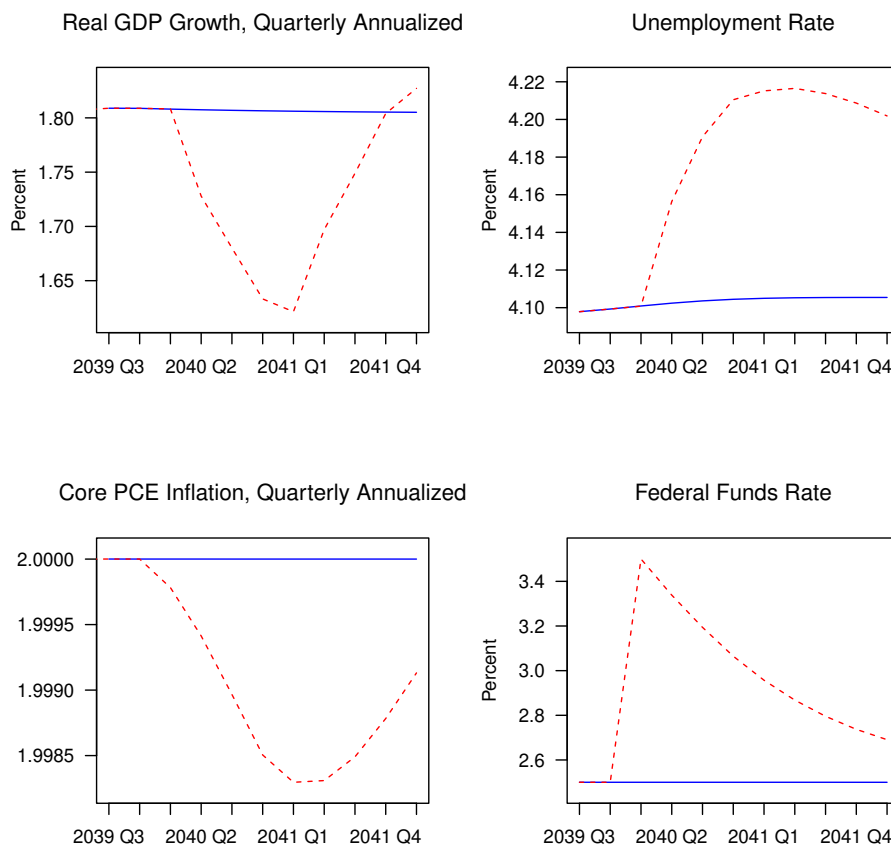 Real GDP Growth, Quarterly Annualized
Percent
1.80
1.75
1.70
1.65
2039 Q3 2040 Q2 2041 Q1 2041 Q4
Unemployment Rate
Percent
4.22
4.20
4.18
4.16
4.14
4.12
4.10
2039 Q3 2040 Q2 2041 Q1 2041 Q4
Core PCE Inflation, Quarterly Annualized
2.0000
1.9995
1.9990
1.9985
2039 Q3 2040 Q2 2041 Q1 2041 Q4
Federal Funds Rate
Percent
3.4
3.2
3.0
2.8
2.6
2039 Q3 2040 Q2 2041 Q1 2041 Q4